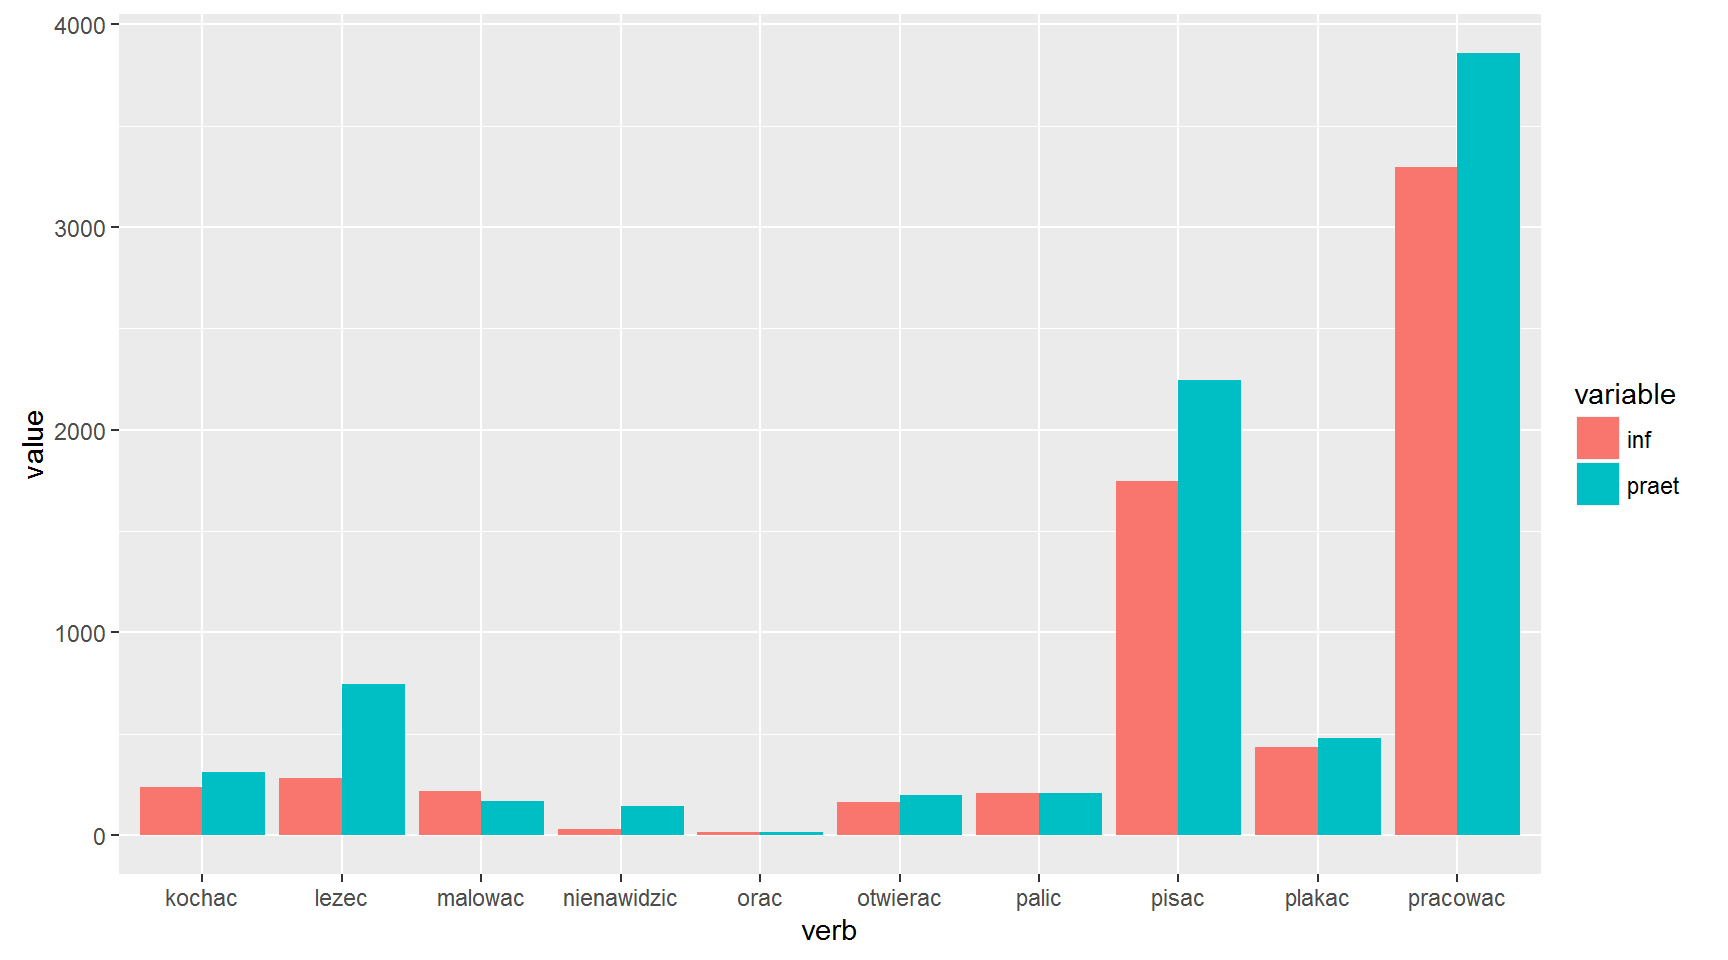 4000
3000
2000
1000
0
value
kochac lezec malowac nienawidzic orac otwierac palic pisac plakac pracowac
verb
variable
inf
praet